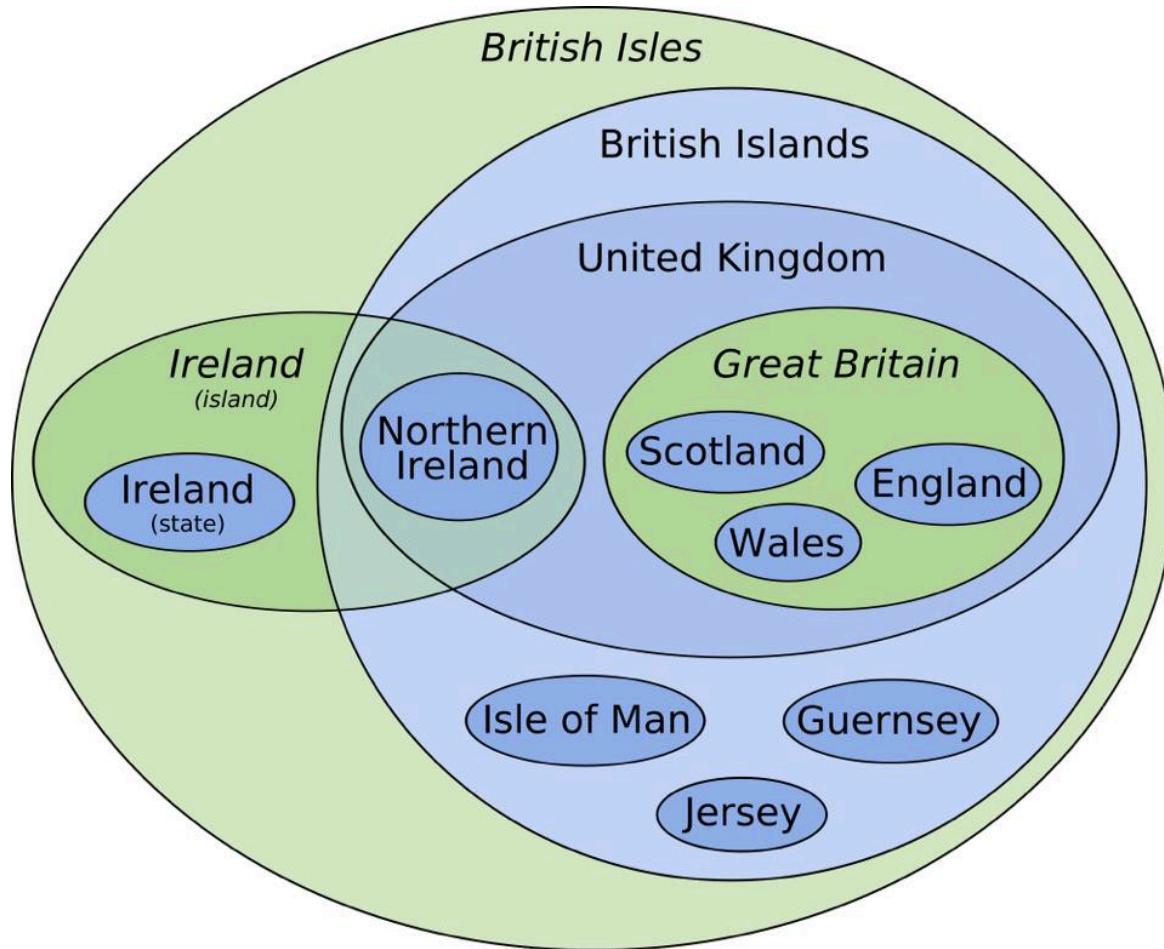 British Isles
British Islands
United Kingdom
Ireland
(island)
Great Britain
Northern
Ireland
Scotland
England
Ireland
(state)
Wales
Isle of Man
Guernsey
Jersey